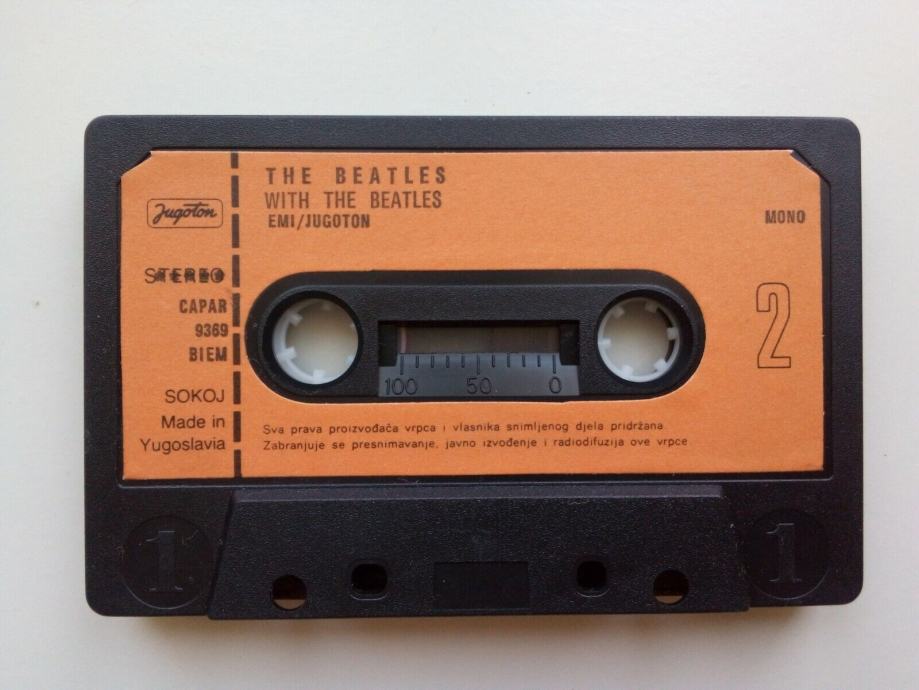 THE BEATLES
WITH THE BEATLES
EMI/JUGOTON
Jugoton
MONO
STEREO
CAPAR
9369
BIEM
2
SOKOJ
Made in
Yugoslavia
100 50 0
Sva prava proizvođača vrpca i vlasnika snimljenog djela pridržana
Zabranjuje se presnimavanje, javno izvođenje i radiodifuzija ove vrpce
1 1